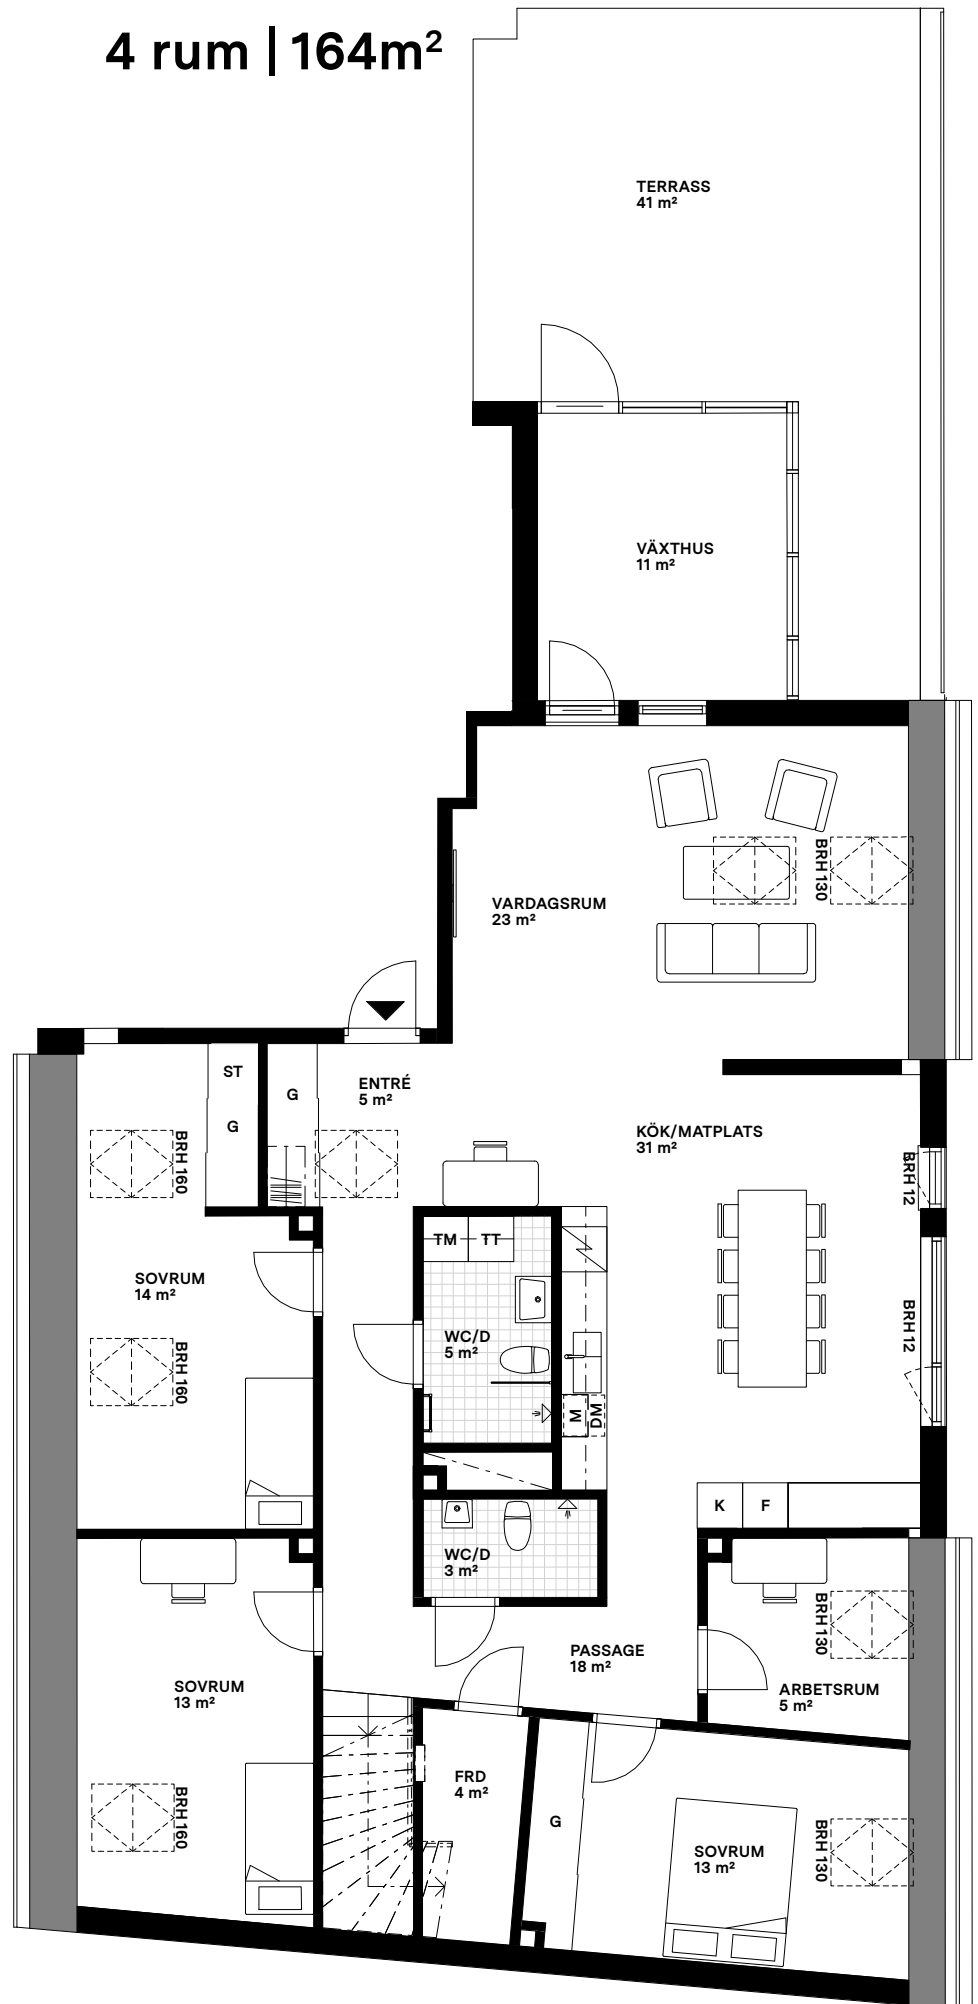 4 rum | 164m²
TERRASS
41 m²
VÄXTHUS
11 m²
BRH 130
VARDAGSRUM
23 m²
ST
ENTRÉ
5 m²
G
G
KÖK/MATPLATS
31 m²
BRH 160
BRH 12
TM
TT
SOVRUM
14 m²
BRH 12
WC/D
5 m²
BRH 160
M
DM
K
F
WC/D
3 m²
BRH 130
PASSAGE
18 m²
SOVRUM
13 m²
ARBETSRUM
5 m²
FRD
4 m²
BRH 160
G
SOVRUM
13 m²
BRH 130